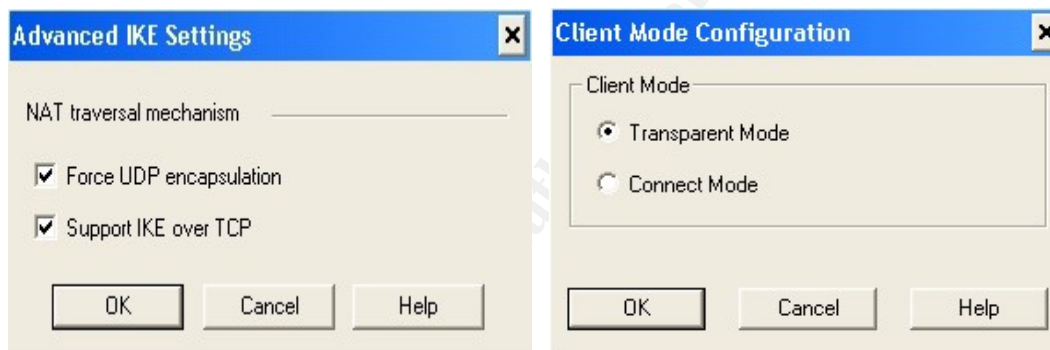 Advanced IKE Settings
NAT traversal mechanism
Force UDP encapsulation
Support IKE over TCP
OK
Cancel
Help
Client Mode Configuration
Client Mode
Transparent Mode
Connect Mode
OK
Cancel
Help